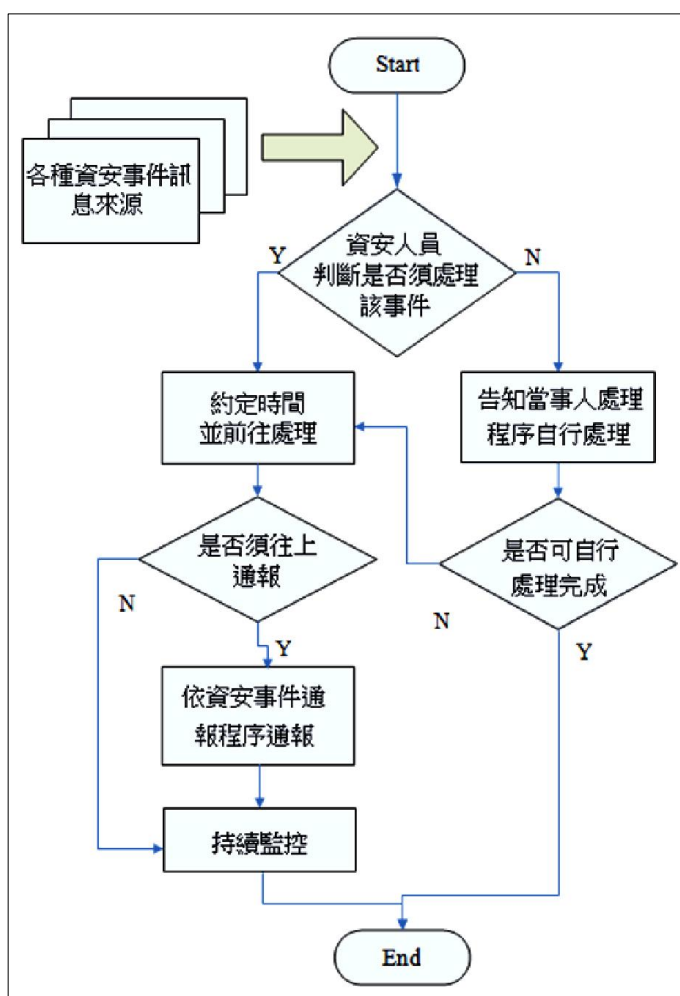 Start
各種資安事件訊
息來源
資安人員
判斷是否須處理
該事件
Y
N
約定時間
並前往處理
告知當事人處理
程序自行處理
是否須往上
通報
是否可自行
處理完成
N
N
Y
Y
依資安事件通
報程序通報
持續監控
End